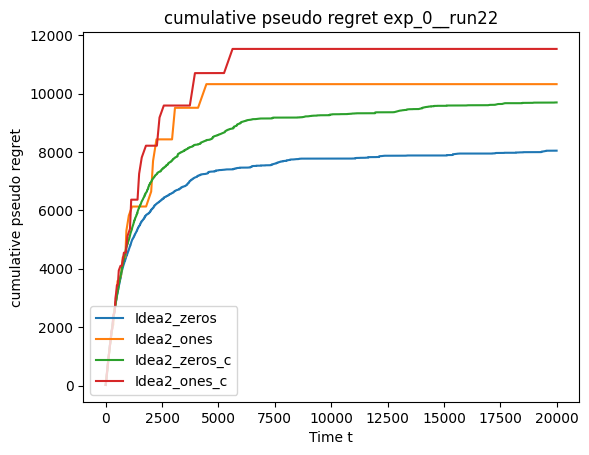 cumulative pseudo regret exp_0__run22
cumulative pseudo regret
12000
10000
8000
6000
4000
2000
0
Idea2_zeros
Idea2_ones
Idea2_zeros_c
Idea2_ones_c
0 2500 5000 7500 10000 12500 15000 17500 20000
Time t